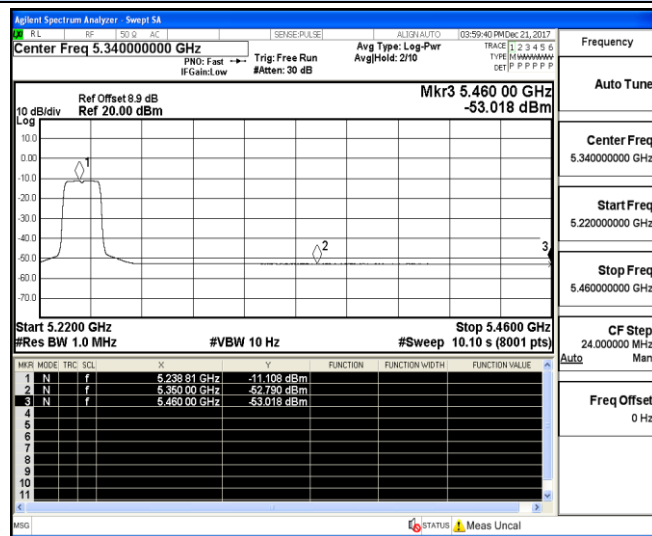 Agilent Spectrum Analyzer - Swept SA
LXI RL RF 50 Ω AC SENSE:PULSE ALIGN AUTO 03:59:40 PM Dec 21, 2017
Center Freq 5.340000000 GHz
PNO: Fast
IFGain:Low
Trig: Free Run
#Atten: 30 dB
Avg Type: Log-Pwr
Avg|Hold: 2/10
TRACE 1 2 3 4 5 6
TYPE M WWWWW
DET P P P P P P
Ref Offset 8.9 dB
10 dB/div Ref 20.00 dBm
Log
Mkr3 5.460 00 GHz
-53.018 dBm
10.0
0.00
-10.0
-20.0
-30.0
-40.0
-50.0
-60.0
-70.0
1
2
3
Start 5.2200 GHz Stop 5.4600 GHz
#Res BW 1.0 MHz #VBW 10 Hz #Sweep 10.10 s (8001 pts)
MKR MODE TRC SCL X Y FUNCTION FUNCTION WIDTH FUNCTION VALUE
1 N f 5.238 81 GHz -11.108 dBm
2 N f 5.350 00 GHz -52.790 dBm
3 N f 5.460 00 GHz -53.018 dBm
4
5
6
7
8
9
10
11
MSG STATUS Meas Uncal
Frequency
Auto Tune
Center Freq
5.340000000 GHz
Start Freq
5.220000000 GHz
Stop Freq
5.460000000 GHz
CF Step
24.000000 MHz
Auto Man
Freq Offset
0 Hz